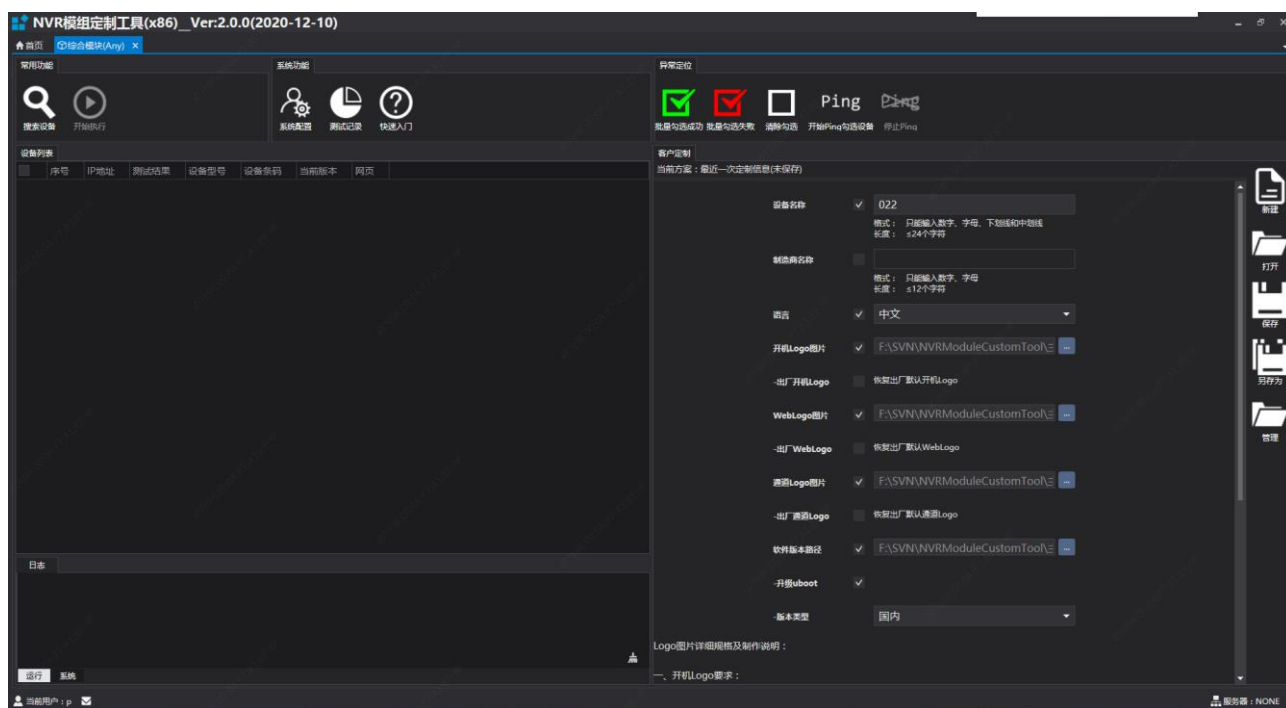 NVR模组定制工具(x86)__Ver:2.0.0(2020-12-10)
首页 综合模块(Any) ×
常用功能 系统功能 异常定位
搜索设备 开始执行 系统配置 测试记录 快速入门 批量勾选成功 批量勾选失败 清除勾选 Ping 开始Ping勾选设备 Ping 停止Ping
设备列表 客户定制
序号 IP地址 测试结果 设备型号 设备条码 当前版本 网页
当前方案：最近一次定制信息(未保存)
设备名称 022
格式： 只能输入数字、字母、下划线和中划线
长度： ≤24个字符
制造商名称
格式： 只能输入数字、字母
长度： ≤12个字符
语言 中文
开机Logo图片 F:\SVN\NVRModuleCustomTool\三 ...
-出厂开机Logo 恢复出厂默认开机Logo
WebLogo图片 F:\SVN\NVRModuleCustomTool\三 ...
-出厂WebLogo 恢复出厂默认WebLogo
通道Logo图片 F:\SVN\NVRModuleCustomTool\三 ...
-出厂通道Logo 恢复出厂默认通道Logo
软件版本路径 F:\SVN\NVRModuleCustomTool\三 ...
-升级uboot
-版本类型 国内
Logo图片详细规格及制作说明：
一、开机Logo要求：
新建
打开
保存
另存为
管理
日志
运行 系统
当前用户：p
服务器：NONE